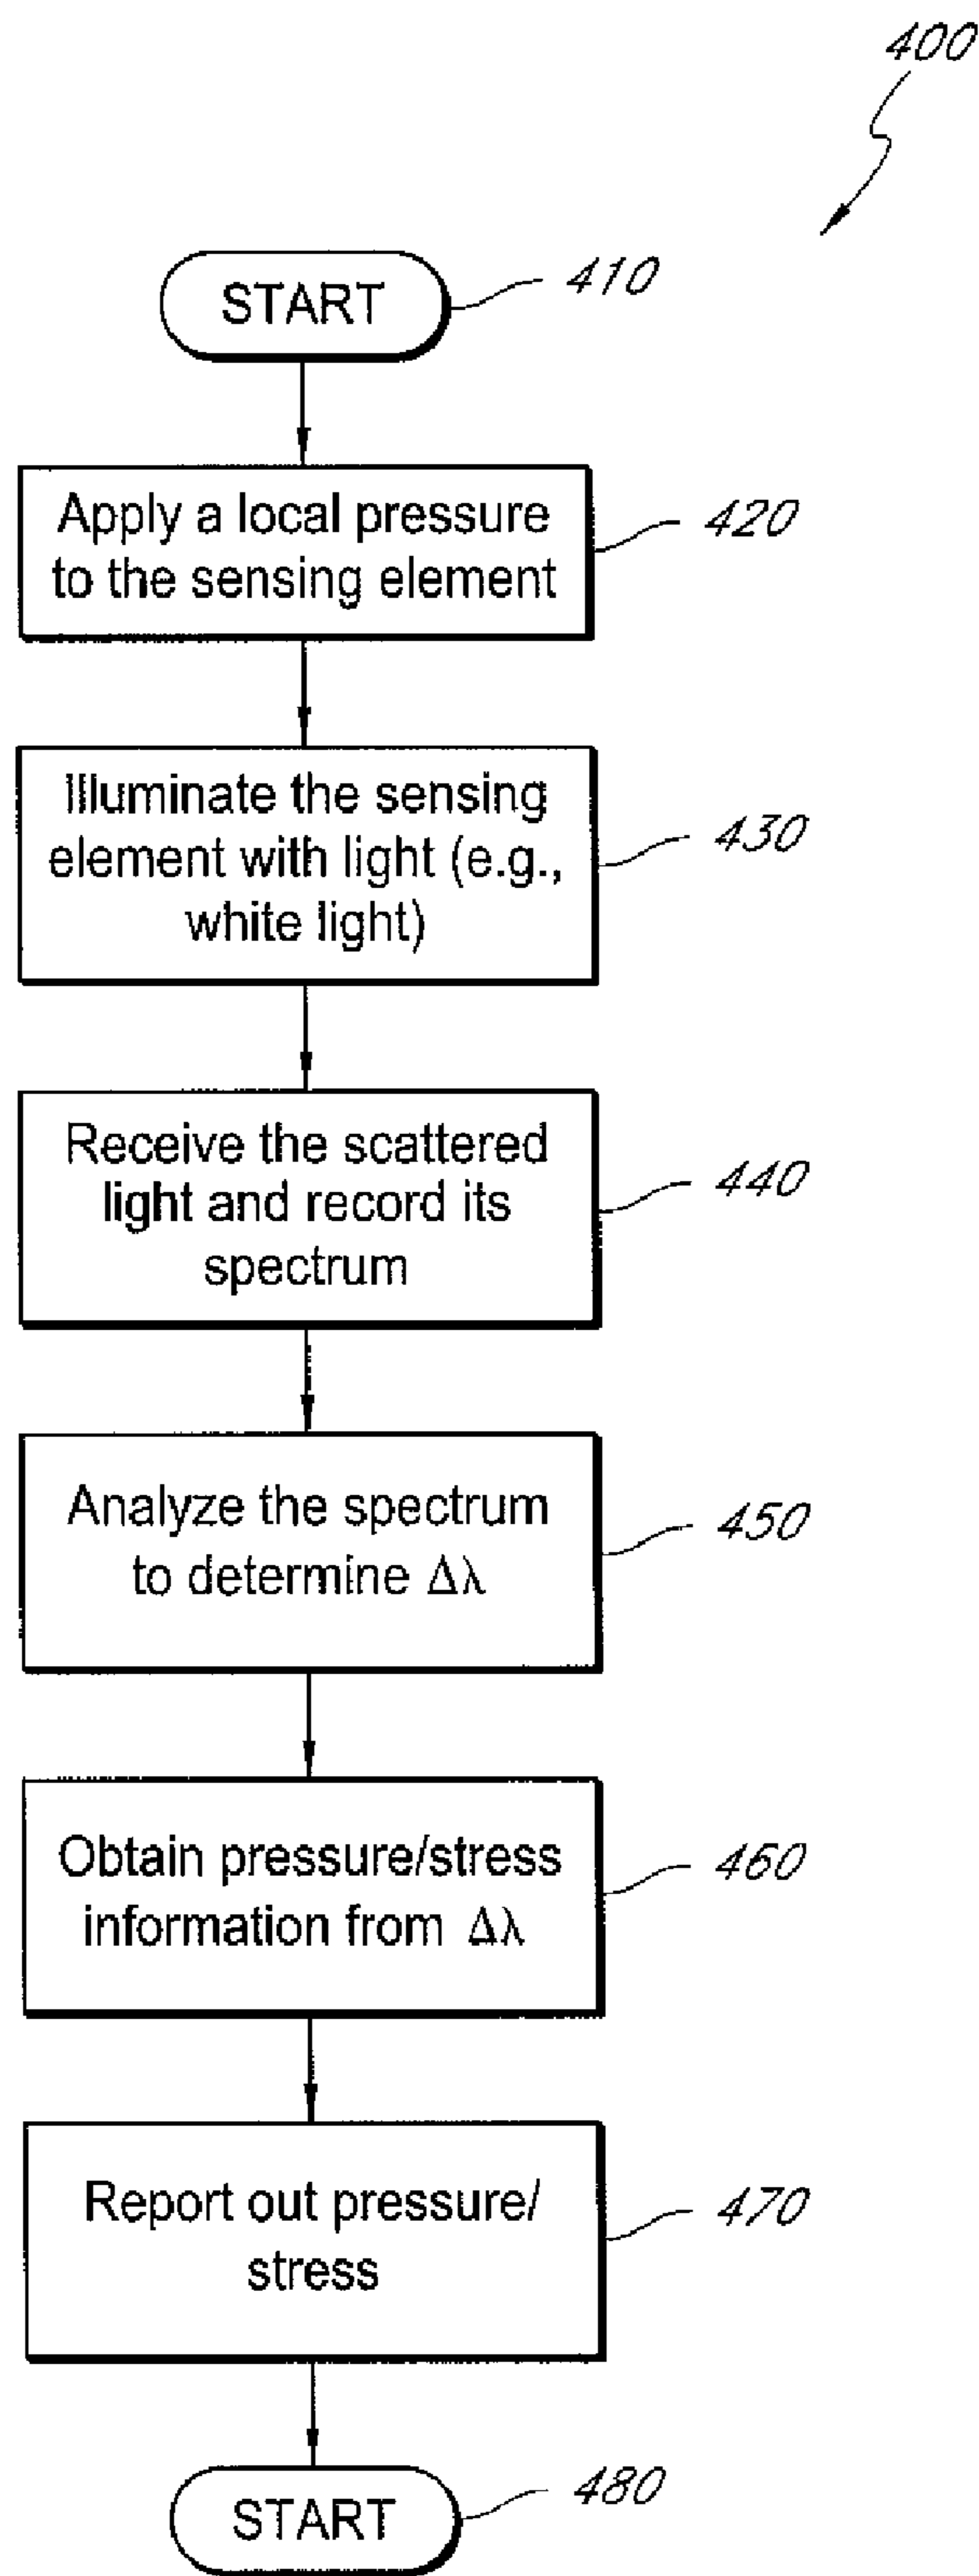 400
START
410
Apply a local pressure
to the sensing element
420
Illuminate the sensing
element with light (e.g.,
white light)
430
Receive the scattered
light and record its
spectrum
440
Analyze the spectrum
to determine Δλ
450
Obtain pressure/stress
information from Δλ
460
Report out pressure/
stress
470
START
480